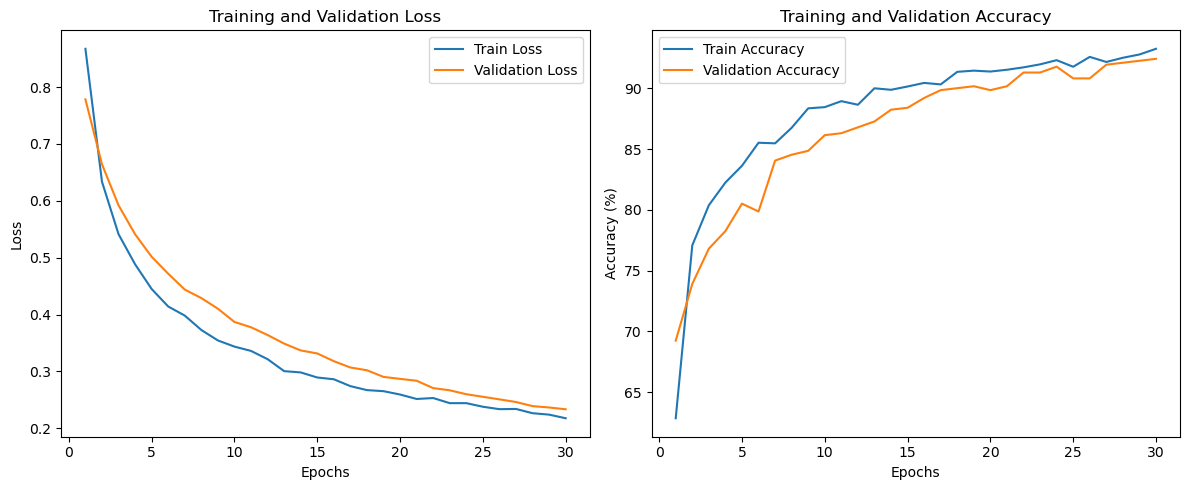 Training and Validation Loss
Train Loss
Validation Loss
Loss
0.8
0.7
0.6
0.5
0.4
0.3
0.2
0 5 10 15 20 25 30
Epochs
Training and Validation Accuracy
Train Accuracy
Validation Accuracy
Accuracy (%)
90
85
80
75
70
65
0 5 10 15 20 25 30
Epochs